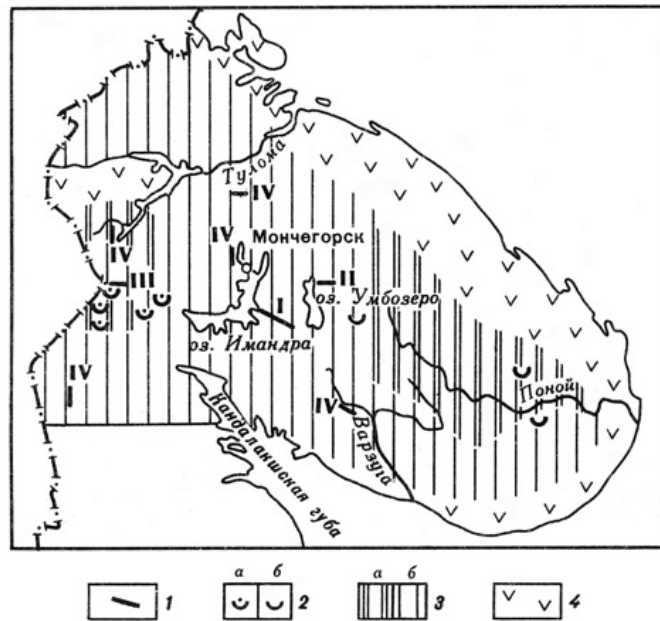 Тулома
IV
IV
Мончегорск
IV
III
II
оз. Умбозеро
I
оз. Имандра
IV
Поной
IV
Варзуга
Кандалакшская губа
а б
а б
1
2
3
4